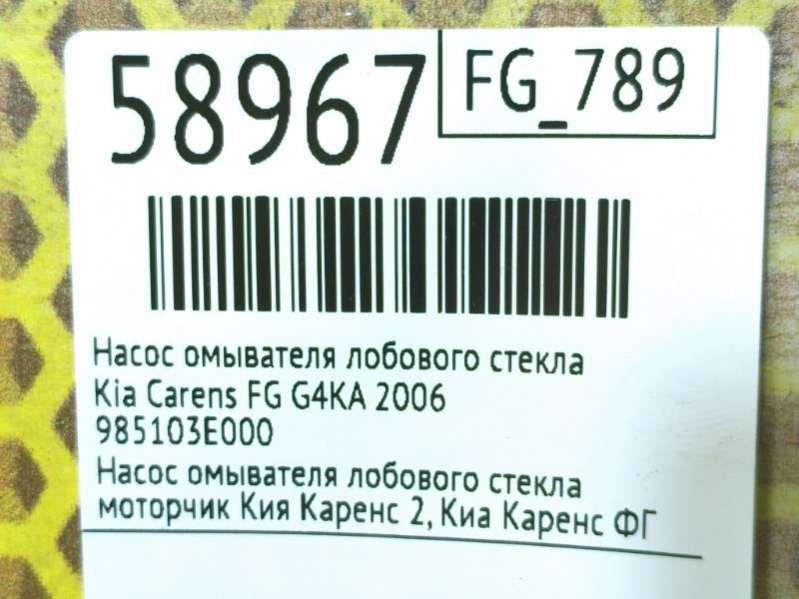 58967
FG_789
Насос омывателя лобового стекла
Kia Carens FG G4KA 2006
985103E000
Насос омывателя лобового стекла
моторчик Кия Каренс 2, Киа Каренс ФГ